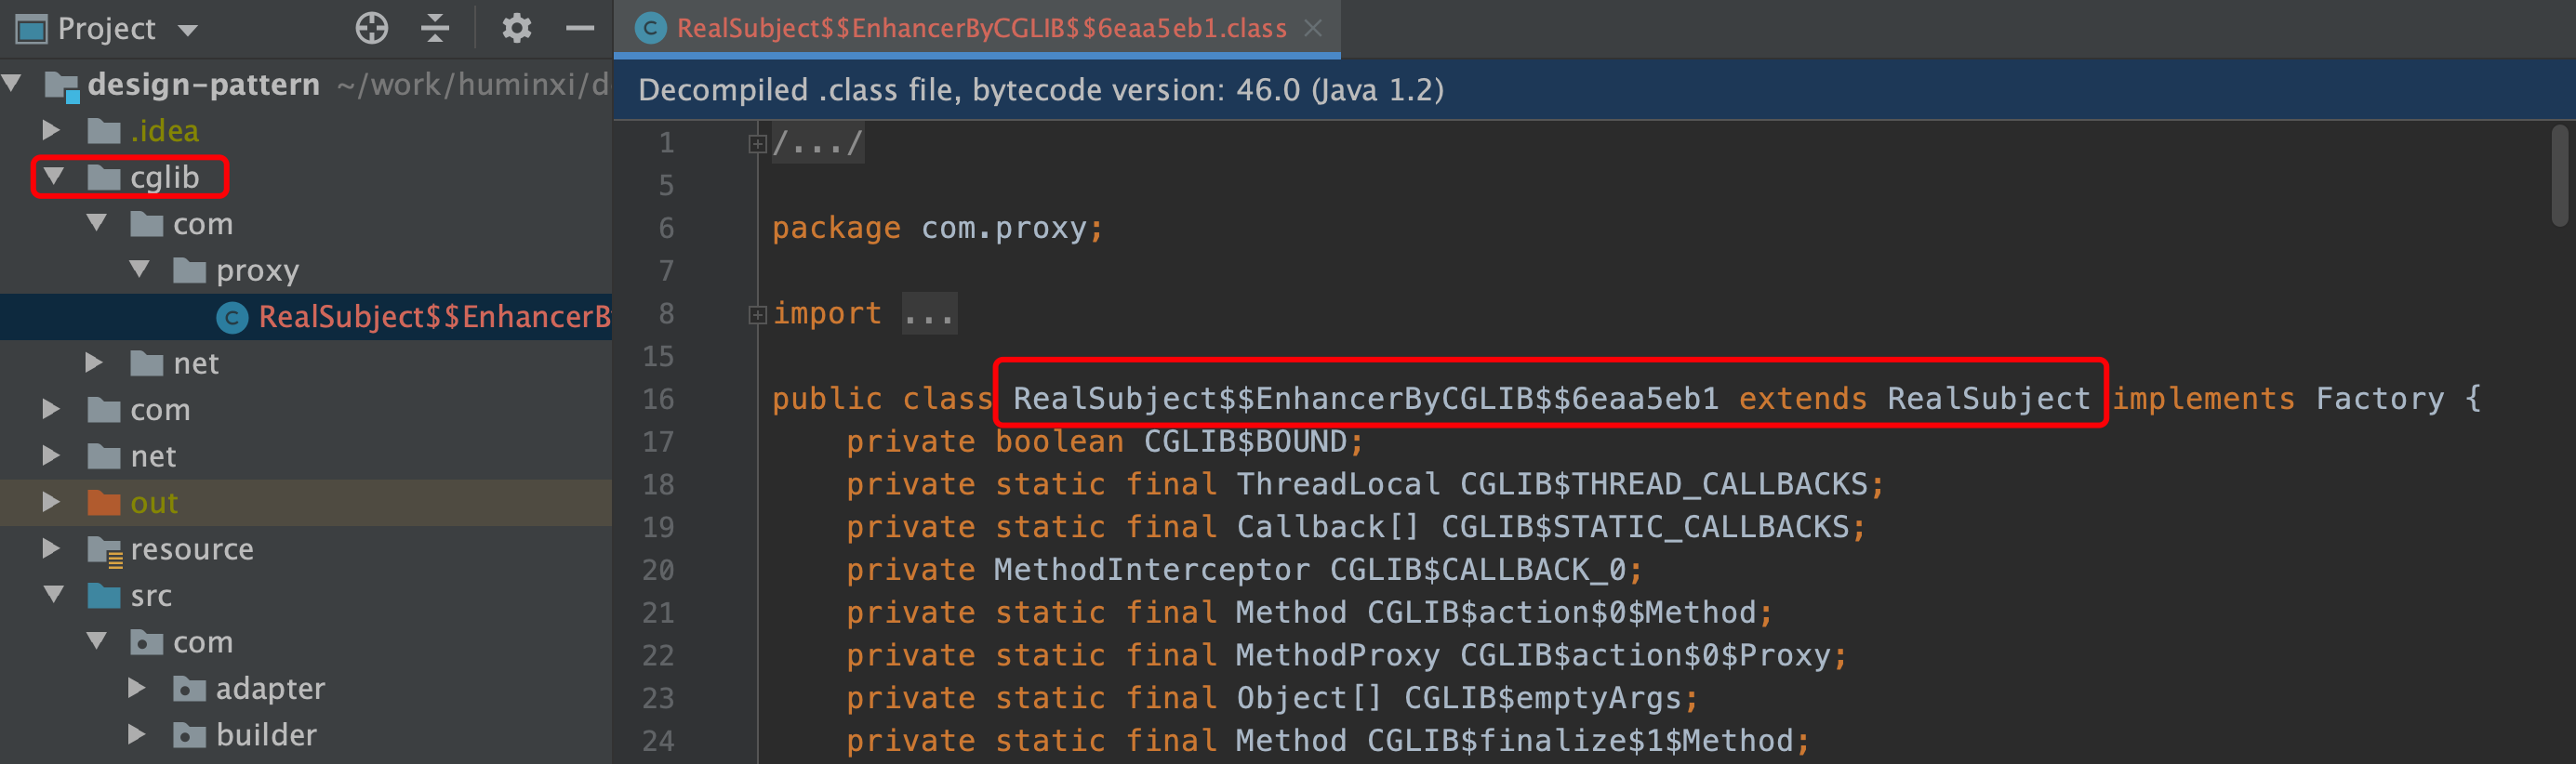 Project
design-pattern ~/work/huminxi/d
.idea
cglib
com
proxy
RealSubject$$EnhancerB
net
com
net
out
resource
src
com
adapter
builder
RealSubject$$EnhancerByCGLIB$$6eaa5eb1.class
Decompiled .class file, bytecode version: 46.0 (Java 1.2)
1 /.../
5
6 package com.proxy;
7
8 import ...
15
16 public class RealSubject$$EnhancerByCGLIB$$6eaa5eb1 extends RealSubject implements Factory {
17 private boolean CGLIB$BOUND;
18 private static final ThreadLocal CGLIB$THREAD_CALLBACKS;
19 private static final Callback[] CGLIB$STATIC_CALLBACKS;
20 private MethodInterceptor CGLIB$CALLBACK_0;
21 private static final Method CGLIB$action$0$Method;
22 private static final MethodProxy CGLIB$action$0$Proxy;
23 private static final Object[] CGLIB$emptyArgs;
24 private static final Method CGLIB$finalize$1$Method;